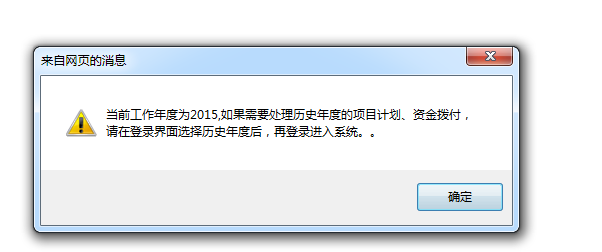 来自网页的消息
当前工作年度为2015,如果需要处理历史年度的项目计划、资金拨付，
请在登录界面选择历史年度后，再登录进入系统。。
确定